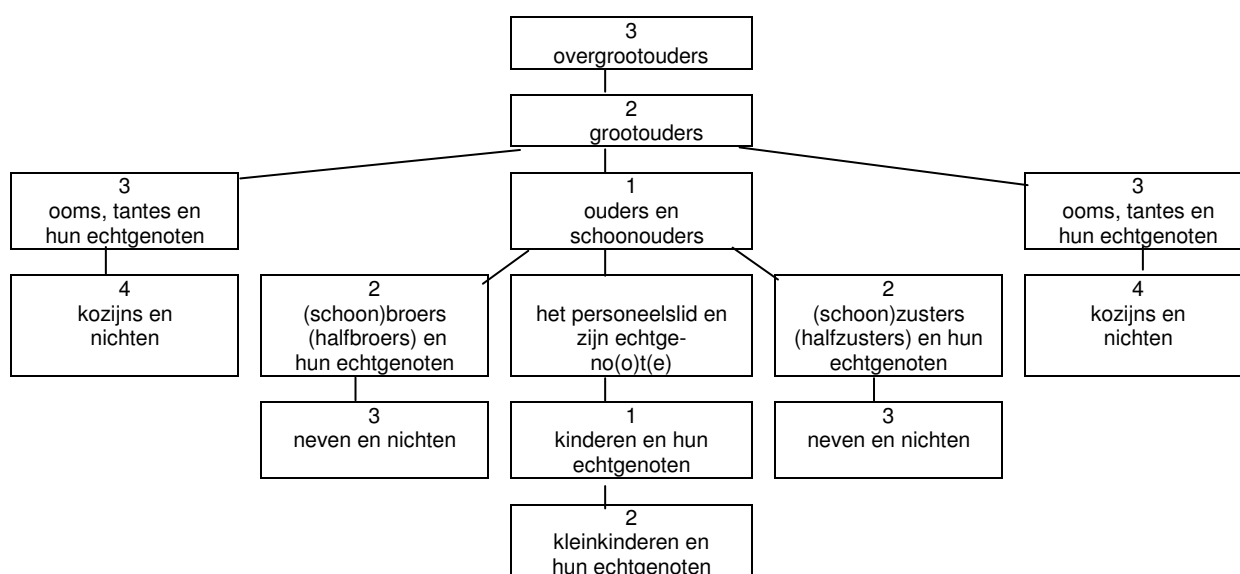 3
overgrootouders
2
grootouders
3
ooms, tantes en
hun echtgenoten
1
ouders en
schoonouders
3
ooms, tantes en
hun echtgenoten
4
kozijns en
nichten
2
(schoon)broers
(halfbroers) en
hun echtgenoten
het personeelslid en
zijn echtge-
no(o)t(e)
2
(schoon)zusters
(halfzusters) en hun
echtgenoten
4
kozijns en
nichten
3
neven en nichten
1
kinderen en hun
echtgenoten
3
neven en nichten
2
kleinkinderen en
hun echtgenoten